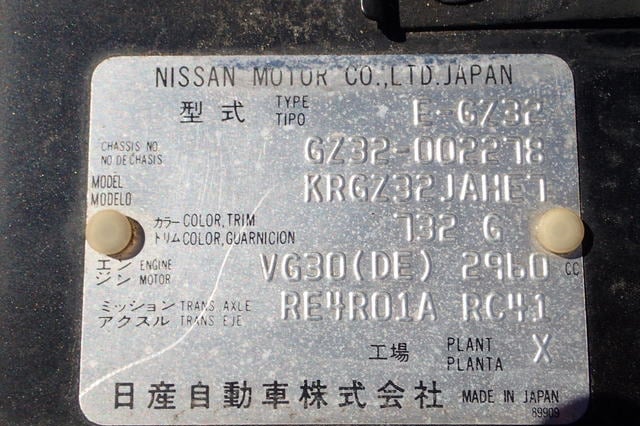 NISSAN MOTOR CO.,LTD.JAPAN
型式 TYPE E-GZ32
TIPO
CHASSIS NO. GZ32-002278
NO. DE CHASIS
MODEL KRGZ32JAHE7
MODELO
カラー COLOR,TRIM 732 G
トリム COLOR,GUARNICION
エン ENGINE VG30(DE) 2960 CC
ジン MOTOR
ミッション TRANS. AXLE RE4R01A RC41
アクスル TRANS. EJE
工場 PLANT X
PLANTA
日産自動車株式会社 MADE IN JAPAN
89909